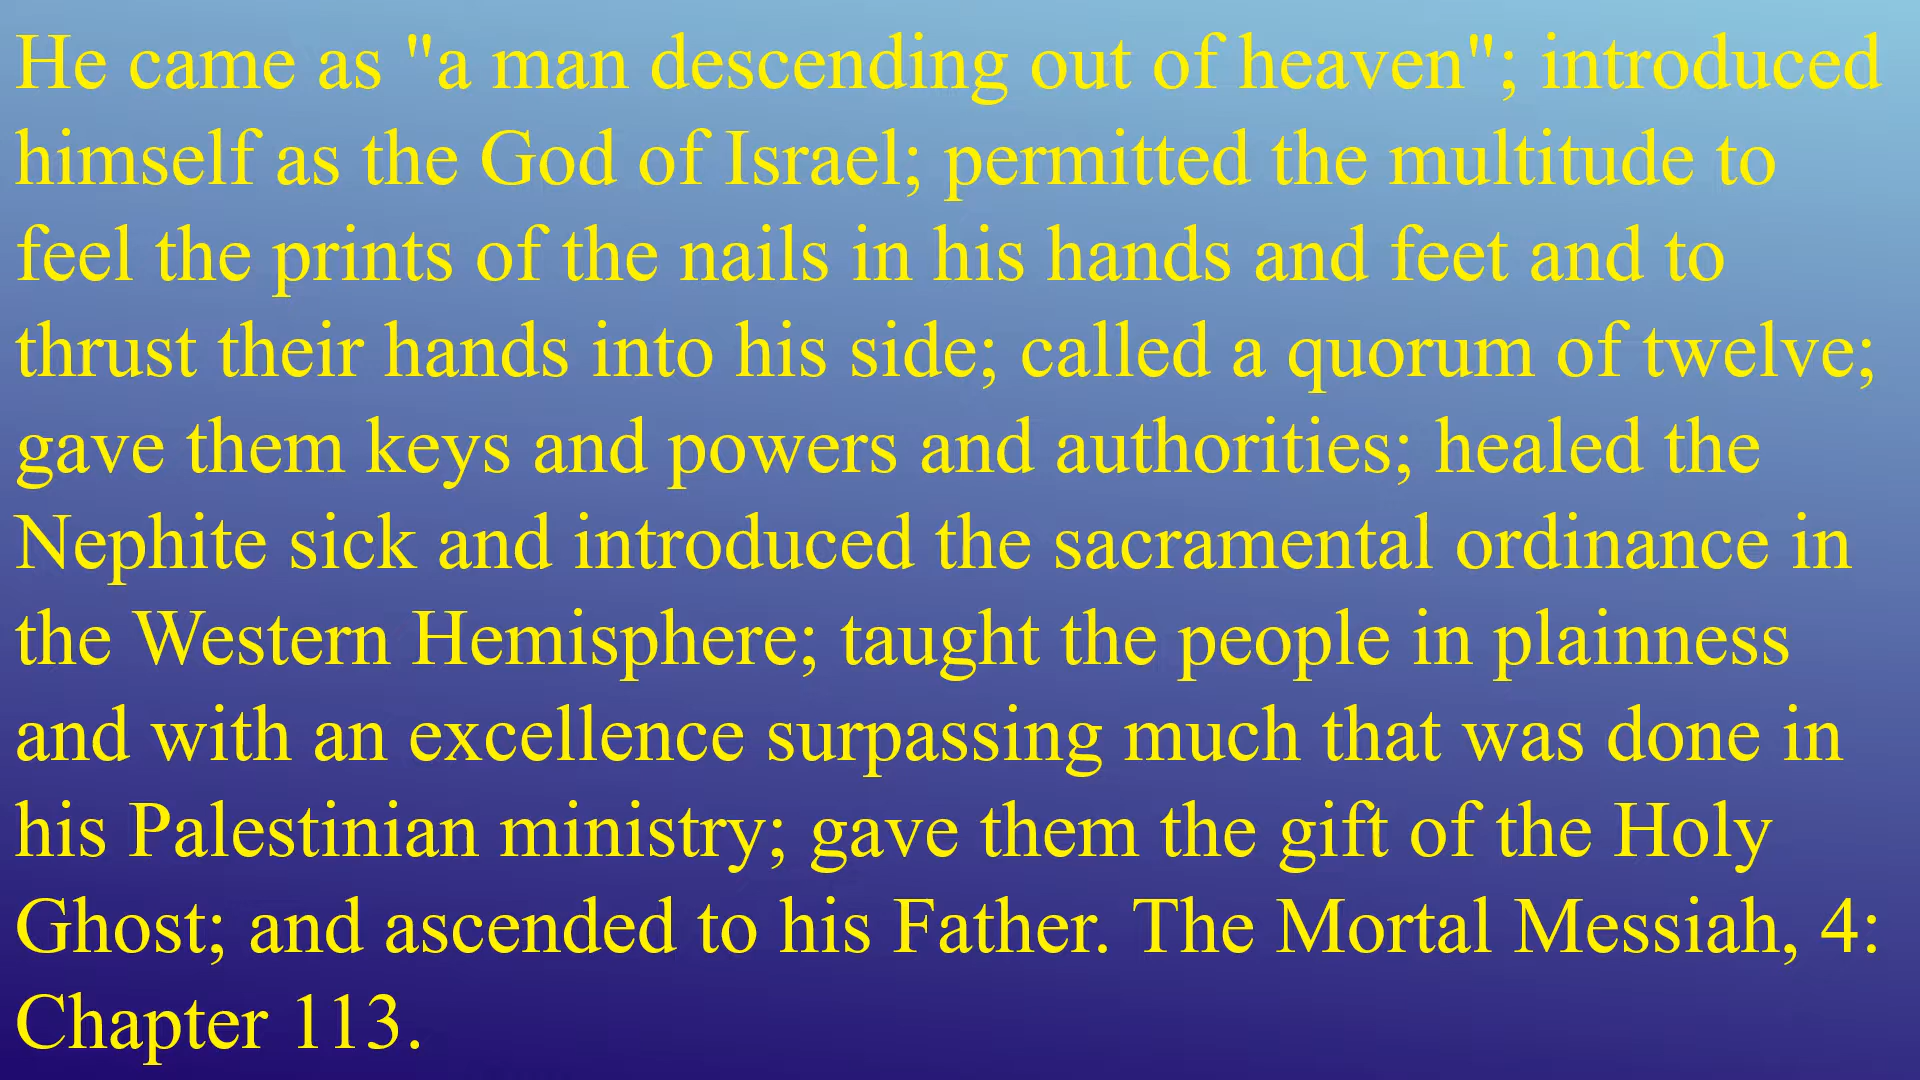 He came as "a man descending out of heaven"; introduced
himself as the God of Israel; permitted the multitude to
feel the prints of the nails in his hands and feet and to
thrust their hands into his side; called a quorum of twelve;
gave them keys and powers and authorities; healed the
Nephite sick and introduced the sacramental ordinance in
the Western Hemisphere; taught the people in plainness
and with an excellence surpassing much that was done in
his Palestinian ministry; gave them the gift of the Holy
Ghost; and ascended to his Father. The Mortal Messiah, 4:
Chapter 113.